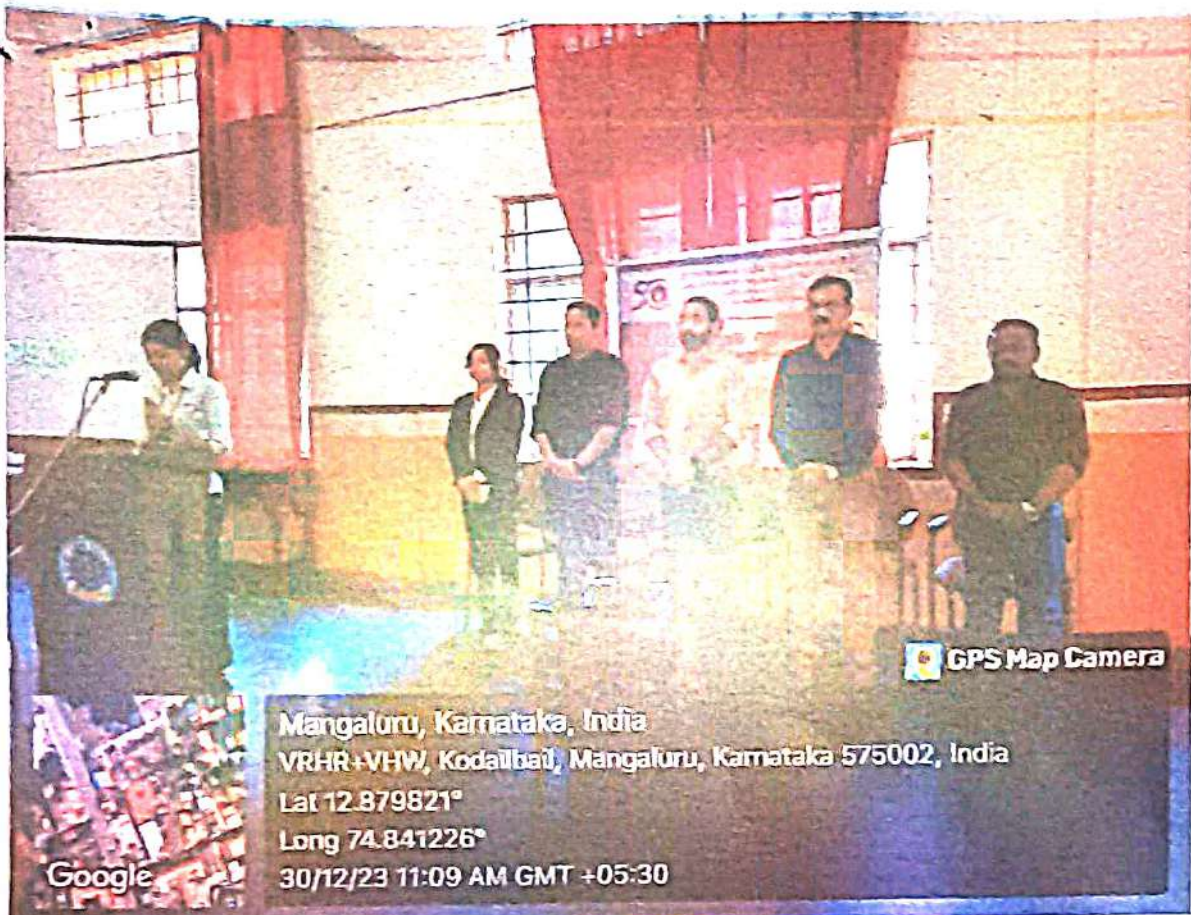 50
GPS Map Camera
Mangaluru, Karnataka, India
VRHR+VHW, Kodailbail, Mangaluru, Karnataka 575002, India
Lat 12.879821°
Long 74.841226°
30/12/23 11:09 AM GMT +05:30
Google